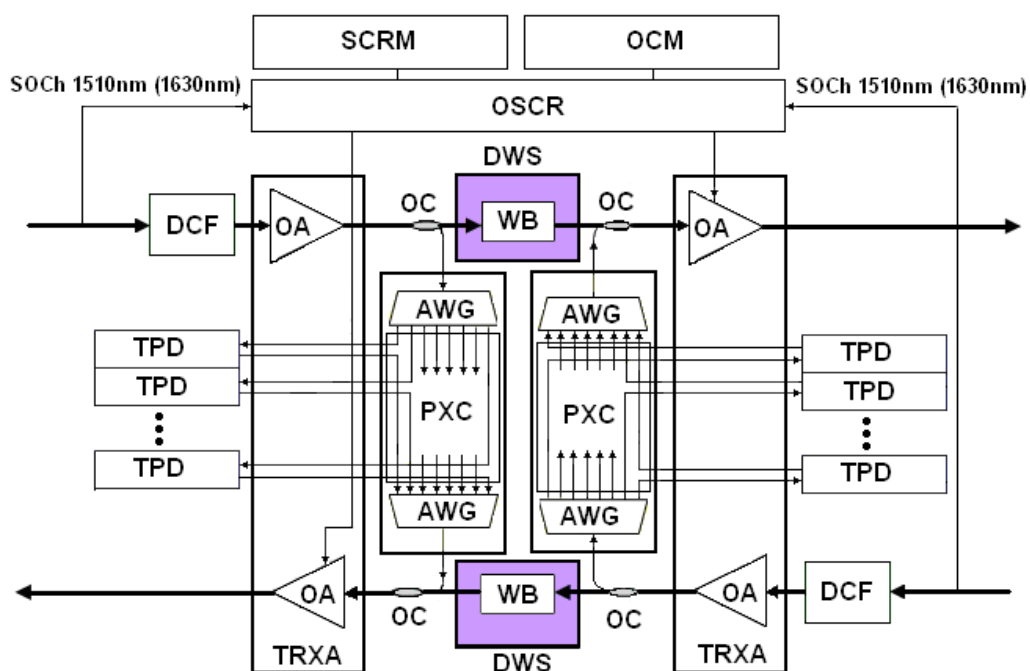 SCRM
OCM
SOCh 1510nm (1630nm)
SOCh 1510nm (1630nm)
OSCR
DWS
OC
OC
DCF
OA
WB
OA
AWG
AWG
TPD
TPD
TPD
TPD
PXC
PXC
TPD
TPD
AWG
AWG
OA
OC
WB
OC
OA
DCF
TRXA
DWS
TRXA